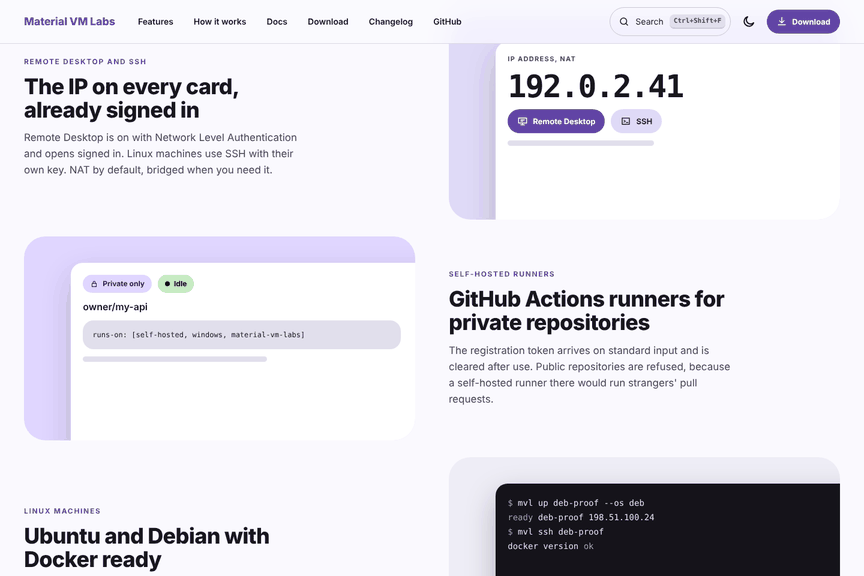 Material VM Labs
Features
How it works
Docs
Download
Changelog
GitHub
Search
Ctrl+Shift+F
Download
REMOTE DESKTOP AND SSH
The IP on every card,
already signed in
Remote Desktop is on with Network Level Authentication
and opens signed in. Linux machines use SSH with their
own key. NAT by default, bridged when you need it.
IP ADDRESS, NAT
192.0.2.41
Remote Desktop
SSH
Private only
Idle
owner/my-api
runs-on: [self-hosted, windows, material-vm-labs]
SELF-HOSTED RUNNERS
GitHub Actions runners for
private repositories
The registration token arrives on standard input and is
cleared after use. Public repositories are refused, because
a self-hosted runner there would run strangers' pull
requests.
LINUX MACHINES
Ubuntu and Debian with
Docker ready
$ mvl up deb-proof --os deb
ready deb-proof 198.51.100.24
$ mvl ssh deb-proof
docker version ok